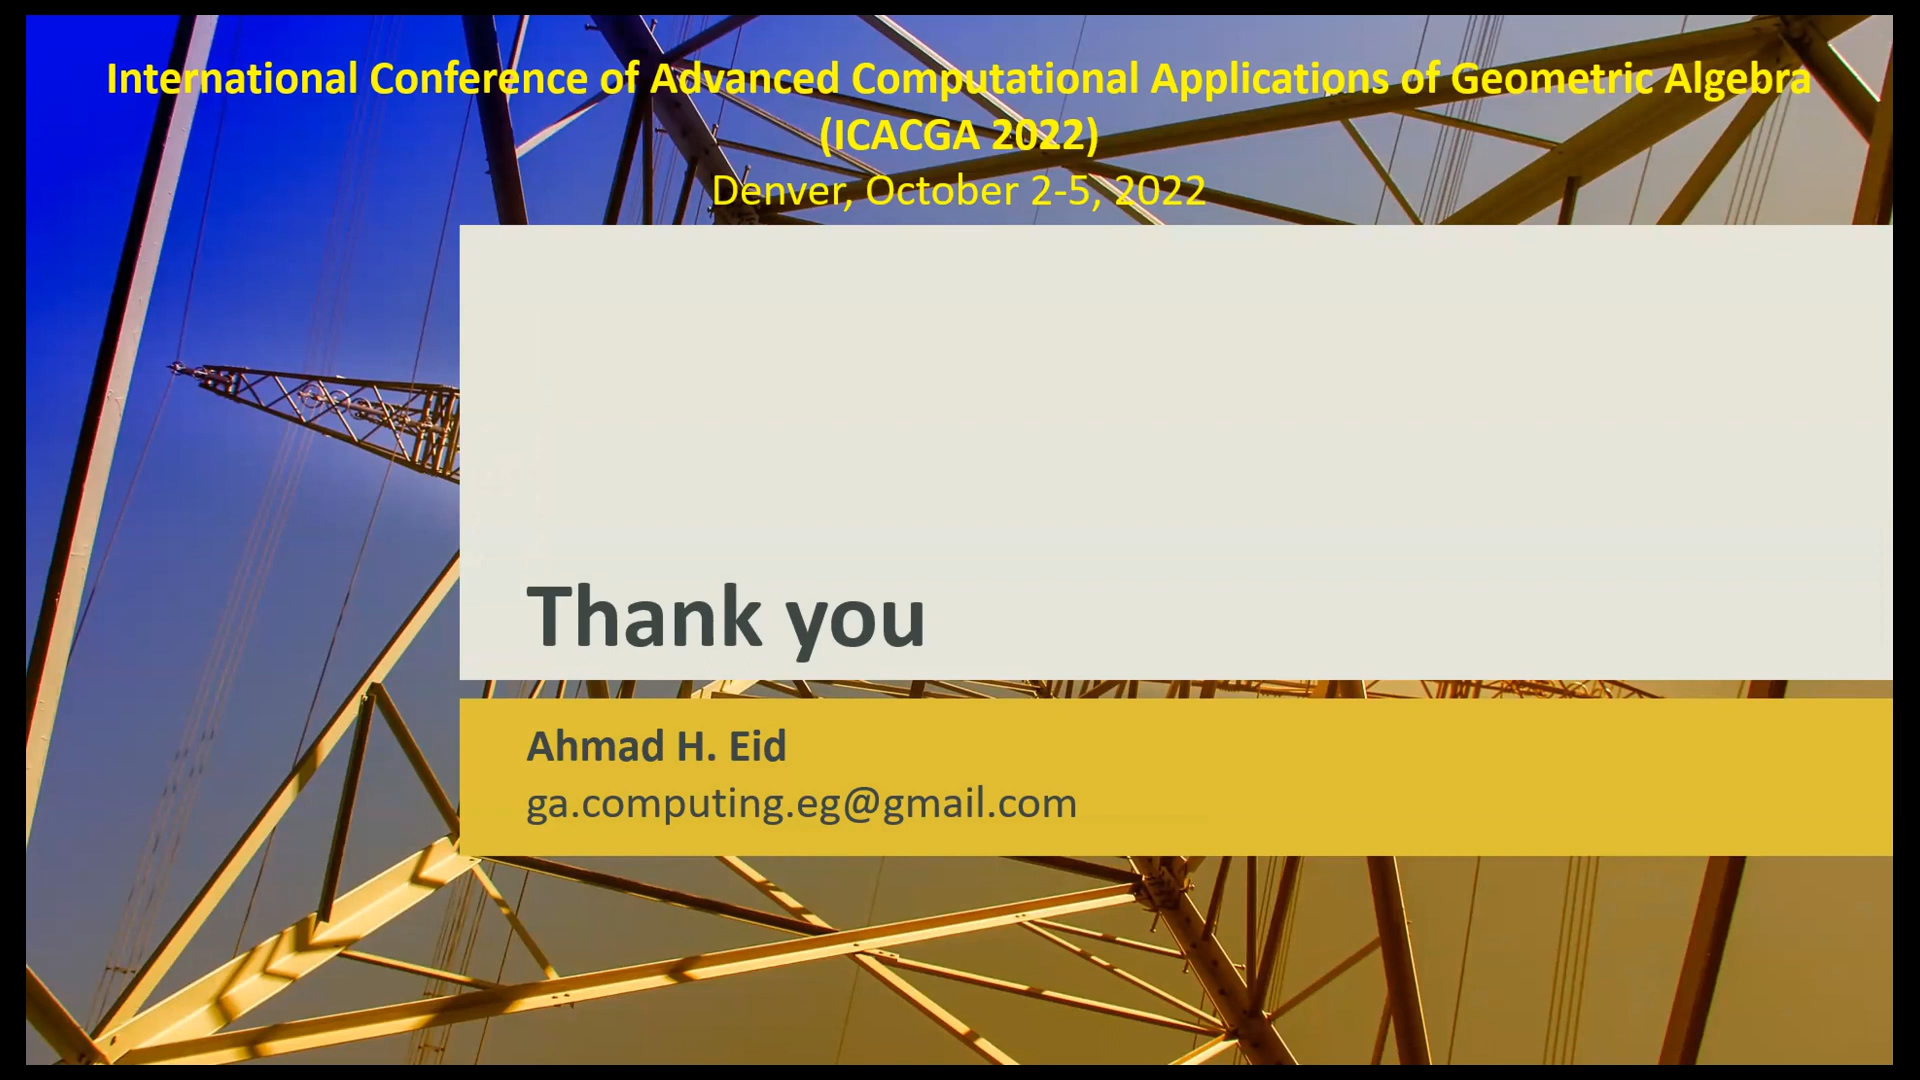 International Conference of Advanced Computational Applications of Geometric Algebra
(ICACGA 2022)
Denver, October 2-5, 2022
Thank you
Ahmad H. Eid
ga.computing.eg@gmail.com